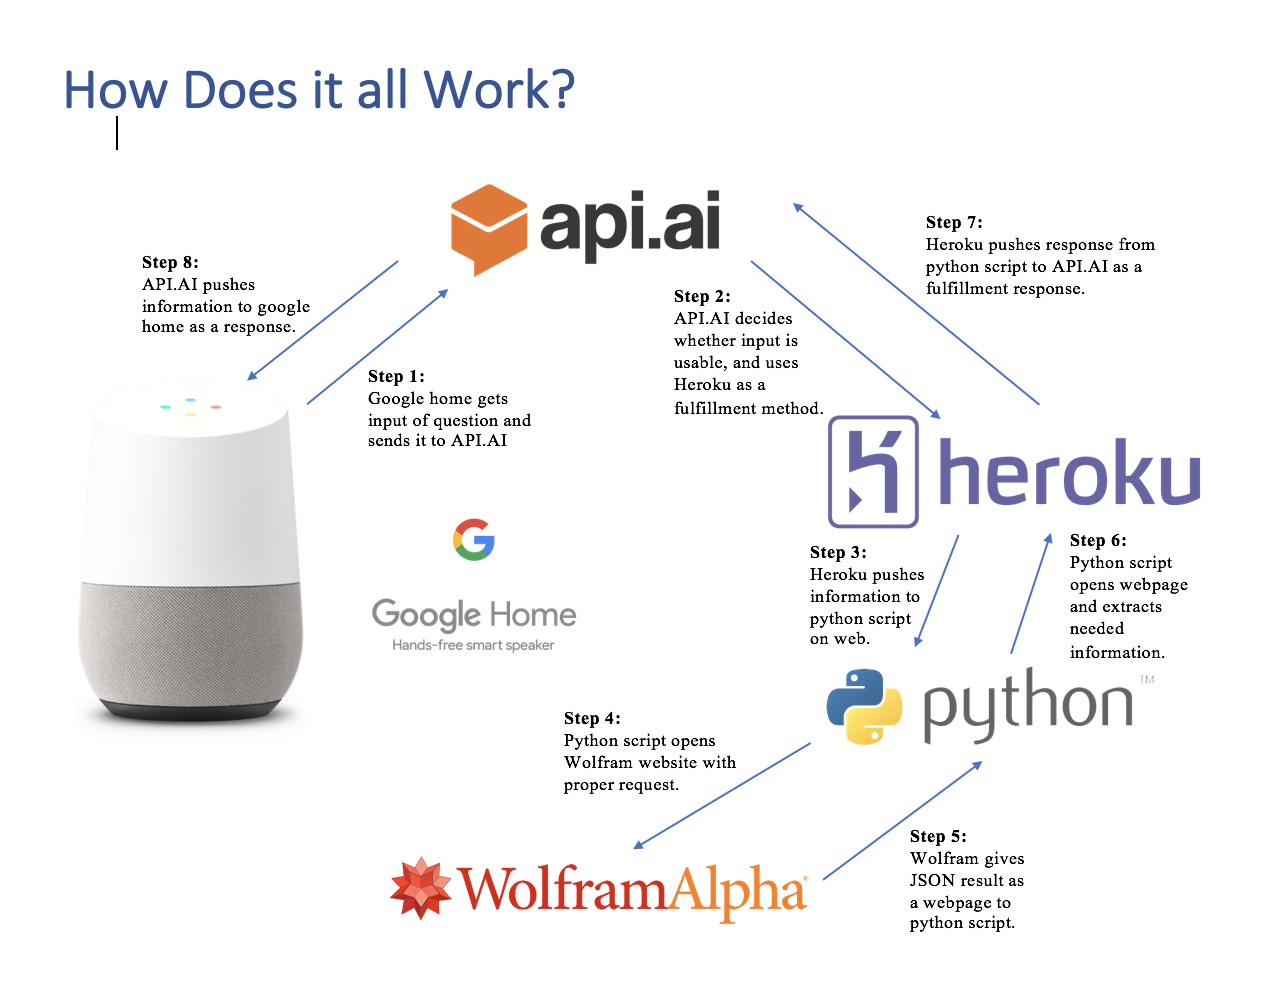 How Does it all Work?
api.ai
Step 8:
API.AI pushes
information to google
home as a response.
Step 1:
Google home gets
input of question and
sends it to API.AI
Step 2:
API.AI decides
whether input is
usable, and uses
Heroku as a
fulfillment method.
Step 7:
Heroku pushes response from
python script to API.AI as a
fulfillment response.
heroku
G
Google Home
Hands-free smart speaker
Step 3:
Heroku pushes
information to
python script
on web.
Step 6:
Python script
opens webpage
and extracts
needed
information.
python™
Step 4:
Python script opens
Wolfram website with
proper request.
WolframAlpha
Step 5:
Wolfram gives
JSON result as
a webpage to
python script.